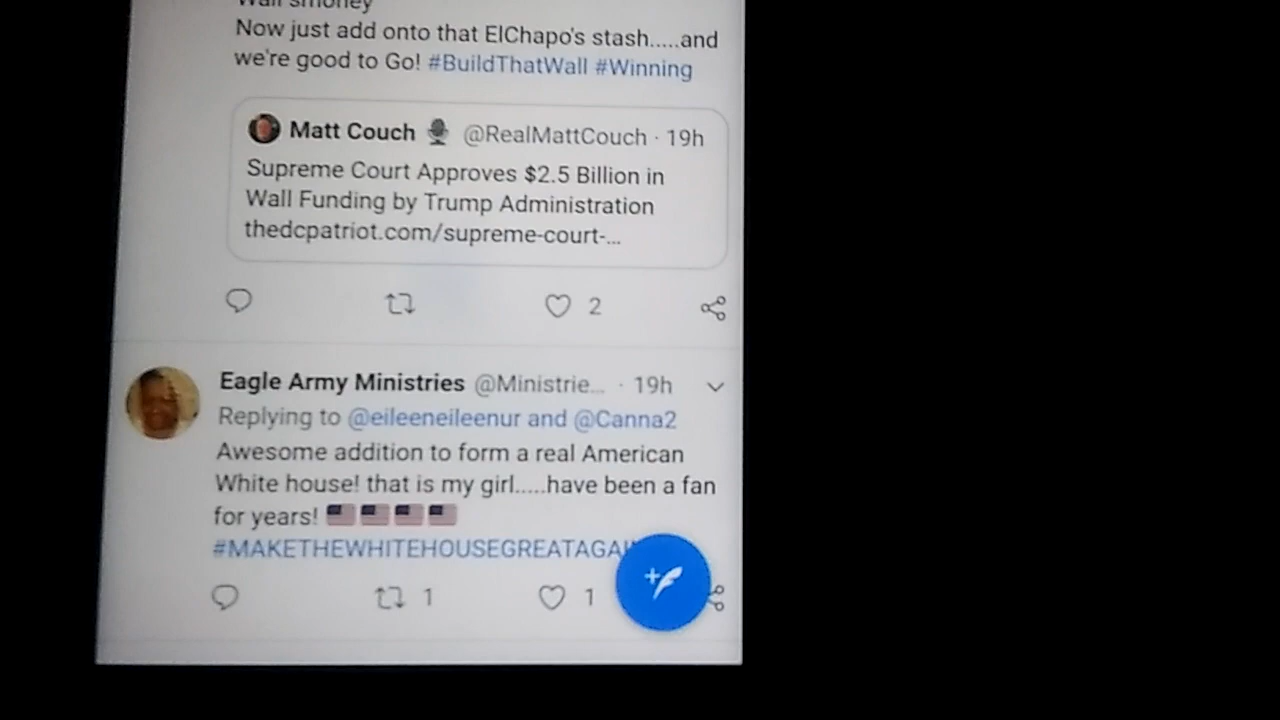 Now just add onto that ElChapo's stash.....and
we're good to Go! #BuildThatWall #Winning
Matt Couch @RealMattCouch · 19h
Supreme Court Approves $2.5 Billion in
Wall Funding by Trump Administration
thedcpatriot.com/supreme-court-...
2
Eagle Army Ministries @Ministrie... · 19h
Replying to @eileeneileenur and @Canna2
Awesome addition to form a real American
White house! that is my girl.....have been a fan
for years!
#MAKETHEWHITEHOUSEGREATAGAI
1 1